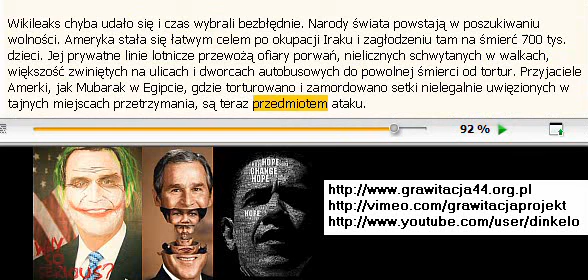 Wikileaks chyba udało się i czas wybrali bezbłędnie. Narody świata powstają w poszukiwaniu
wolności. Ameryka stała się łatwym celem po okupacji Iraku i zagłodzeniu tam na śmierć 700 tys.
dzieci. Jej prywatne linie lotnicze przewożą ofiary porwań, nielicznych schwytanych w walkach,
większość zwiniętych na ulicach i dworcach autobusowych do powolnej śmierci od tortur. Przyjaciele
Amerki, jak Mubarak w Egipcie, gdzie torturowano i zamordowano setki nielegalnie uwięzionych w
tajnych miejscach przetrzymania, są teraz przedmiotem ataku.
92 %
WHY
SO
SERIOUS?
HOPE
CHANGE
HOPE
http://www.grawitacja44.org.pl
http://vimeo.com/grawitacjaprojekt
http://www.youtube.com/user/dinkelo